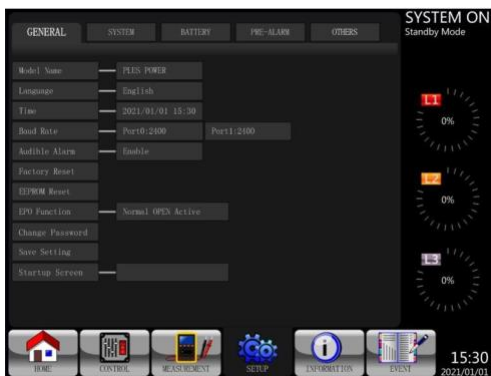 SYSTEM ON
Standby Mode
GENERAL SYSTEM BATTERY PRE-ALARM OTHERS
Model Name PLUS POWER
Language English
Time 2021/01/01 15:30
Baud Rate Port0:2400 Port1:2400
Audible Alarm Enable
Factory Reset
EEPROM Reset
EPO Function Normal OPEN Active
Change Password
Save Setting
Startup Screen
L1
0%
L2
0%
L3
0%
HOME CONTROL MEASUREMENT SETUP INFORMATION EVENT
15:30
2021/01/01